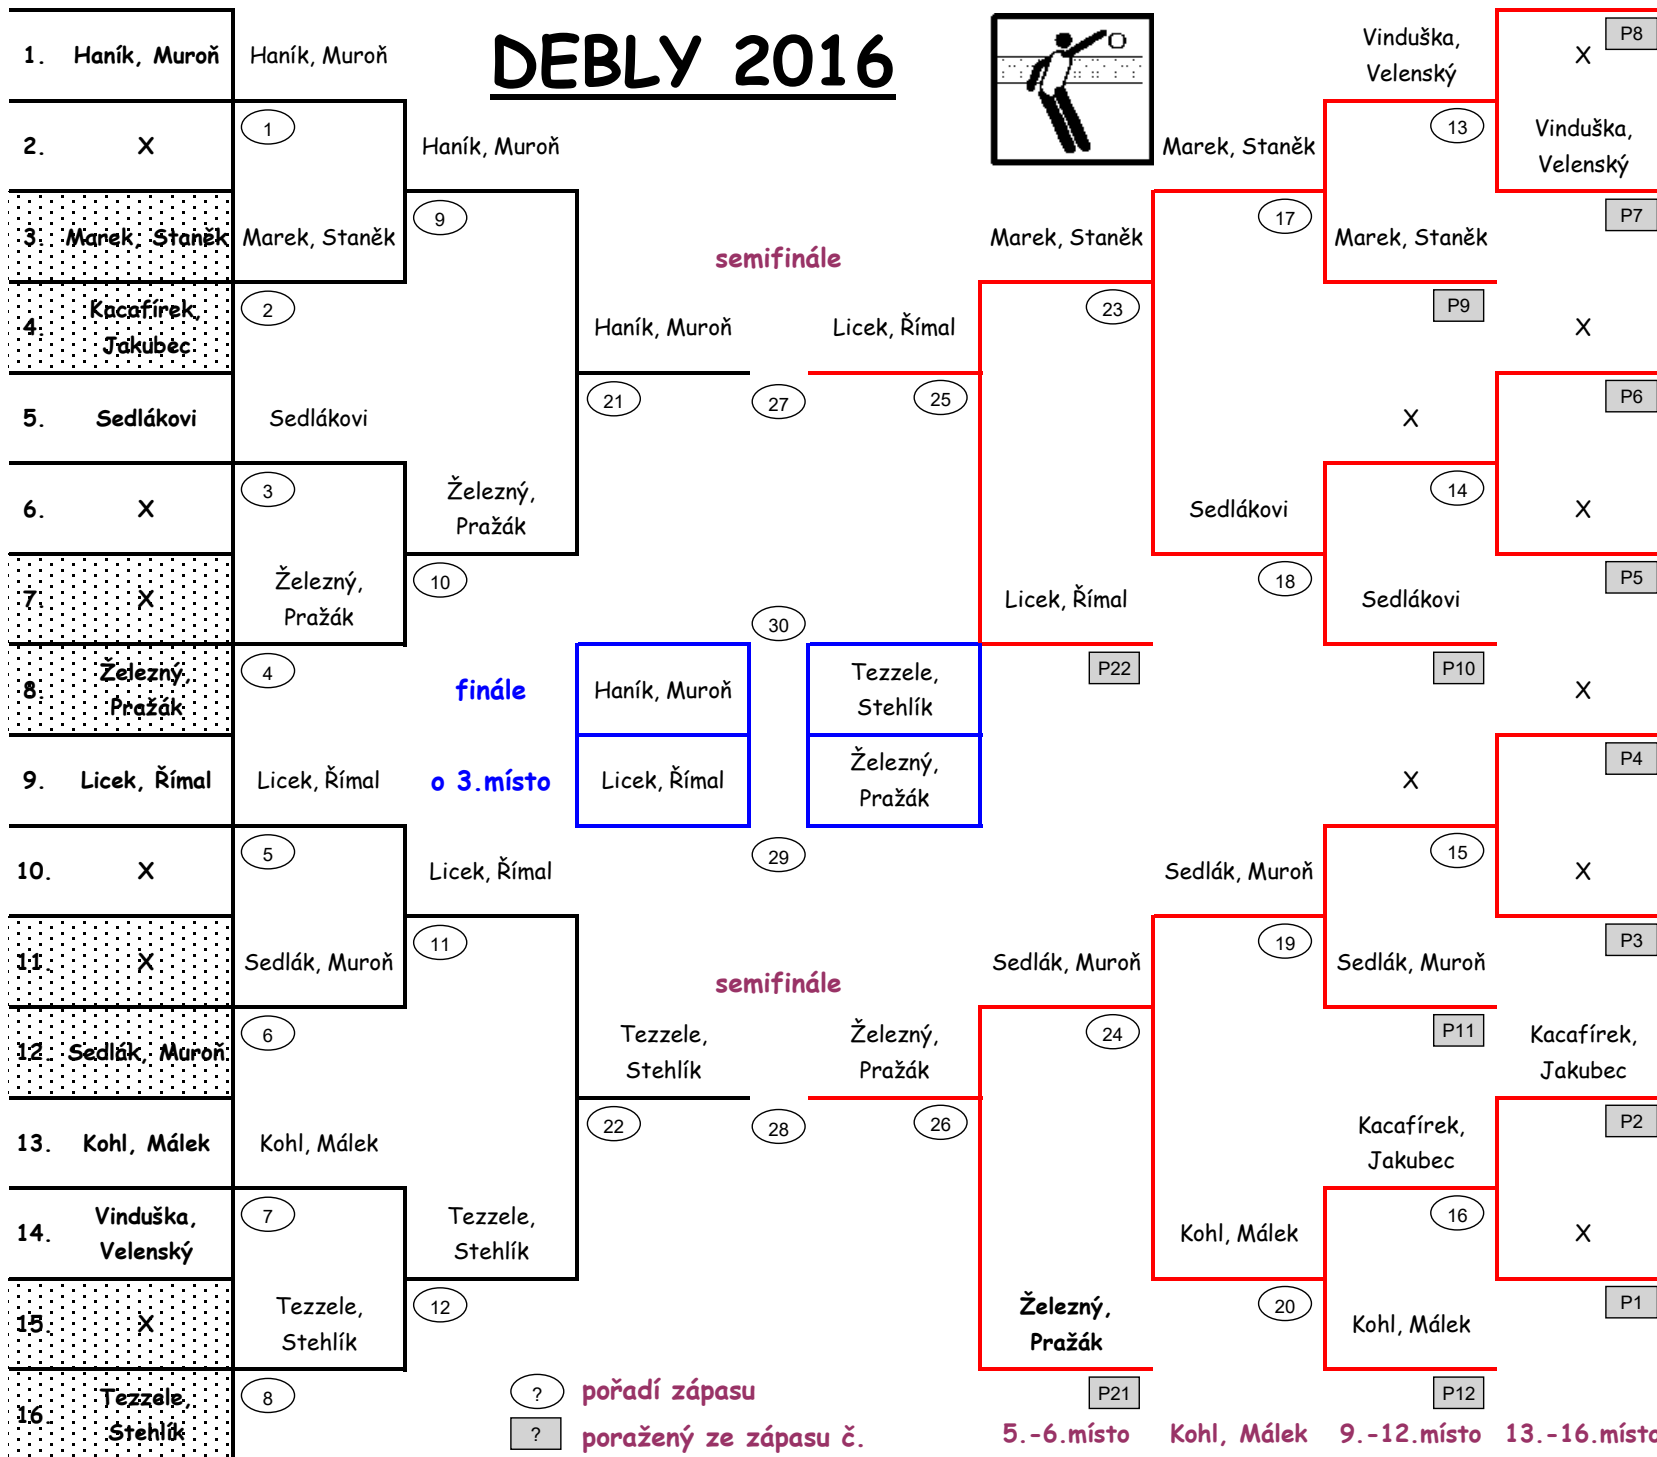 DEBLY 2016
1. Haník, Muroň
2. X
3. Marek, Staněk
4. Kacafírek,
Jakubec
5. Sedlákovi
6. X
7. X
8. Železný,
Pražák
9. Licek, Římal
10. X
11. X
12. Sedlák, Muroň
13. Kohl, Málek
14. Vinduška,
Velenský
15. X
16. Tezzele,
Stehlík
Haník, Muroň
1
Marek, Staněk
2
Sedlákovi
3
Železný,
Pražák
4
Licek, Římal
5
Sedlák, Muroň
6
Kohl, Málek
7
Tezzele,
Stehlík
8
Haník, Muroň
9
Železný,
Pražák
10
Licek, Římal
11
Tezzele,
Stehlík
12
semifinále
Haník, Muroň
21
27
Licek, Římal
25
30
finále
Haník, Muroň
Tezzele,
Stehlík
o 3.místo
Licek, Římal
Železný,
Pražák
29
semifinále
Tezzele,
Stehlík
22
28
Železný,
Pražák
26
Marek, Staněk
23
Licek, Římal
P22
Sedlák, Muroň
24
Železný,
Pražák
P21
5.-6.místo
Marek, Staněk
17
Sedlákovi
18
Sedlák, Muroň
19
Kohl, Málek
20
Kohl, Málek
Vinduška,
Velenský
13
Marek, Staněk
P9
X
14
Sedlákovi
P10
X
15
Sedlák, Muroň
P11
Kacafírek,
Jakubec
16
Kohl, Málek
P12
9.-12.místo
X
P8
Vinduška,
Velenský
P7
X
P6
X
P5
X
P4
X
P3
Kacafírek,
Jakubec
P2
X
P1
13.-16.místo
? pořadí zápasu
? poražený ze zápasu č.